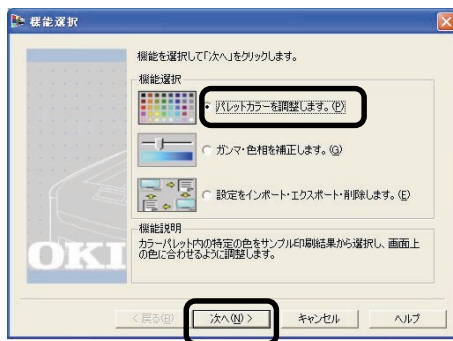 機能選択
機能を選択して「次へ」をクリックします。
機能選択
パレットカラーを調整します。(P)
ガンマ・色相を補正します。(G)
設定をインポート・エクスポート・削除します。(E)
機能説明
カラーパレット内の特定の色をサンプル印刷結果から選択し、画面上
の色に合わせるように調整します。
OKI
< 戻る(B)
次へ(N) >
キャンセル
ヘルプ